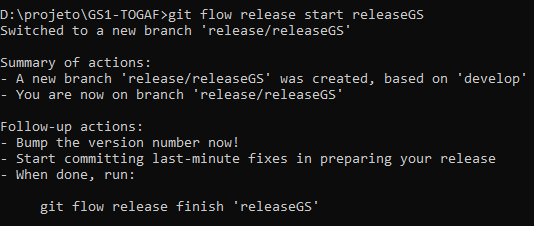 D:\projeto\GS1-TOGAF>git flow release start releaseGS
Switched to a new branch 'release/releaseGS'
Summary of actions:
- A new branch 'release/releaseGS' was created, based on 'develop'
- You are now on branch 'release/releaseGS'
Follow-up actions:
- Bump the version number now!
- Start committing last-minute fixes in preparing your release
- When done, run:
git flow release finish 'releaseGS'